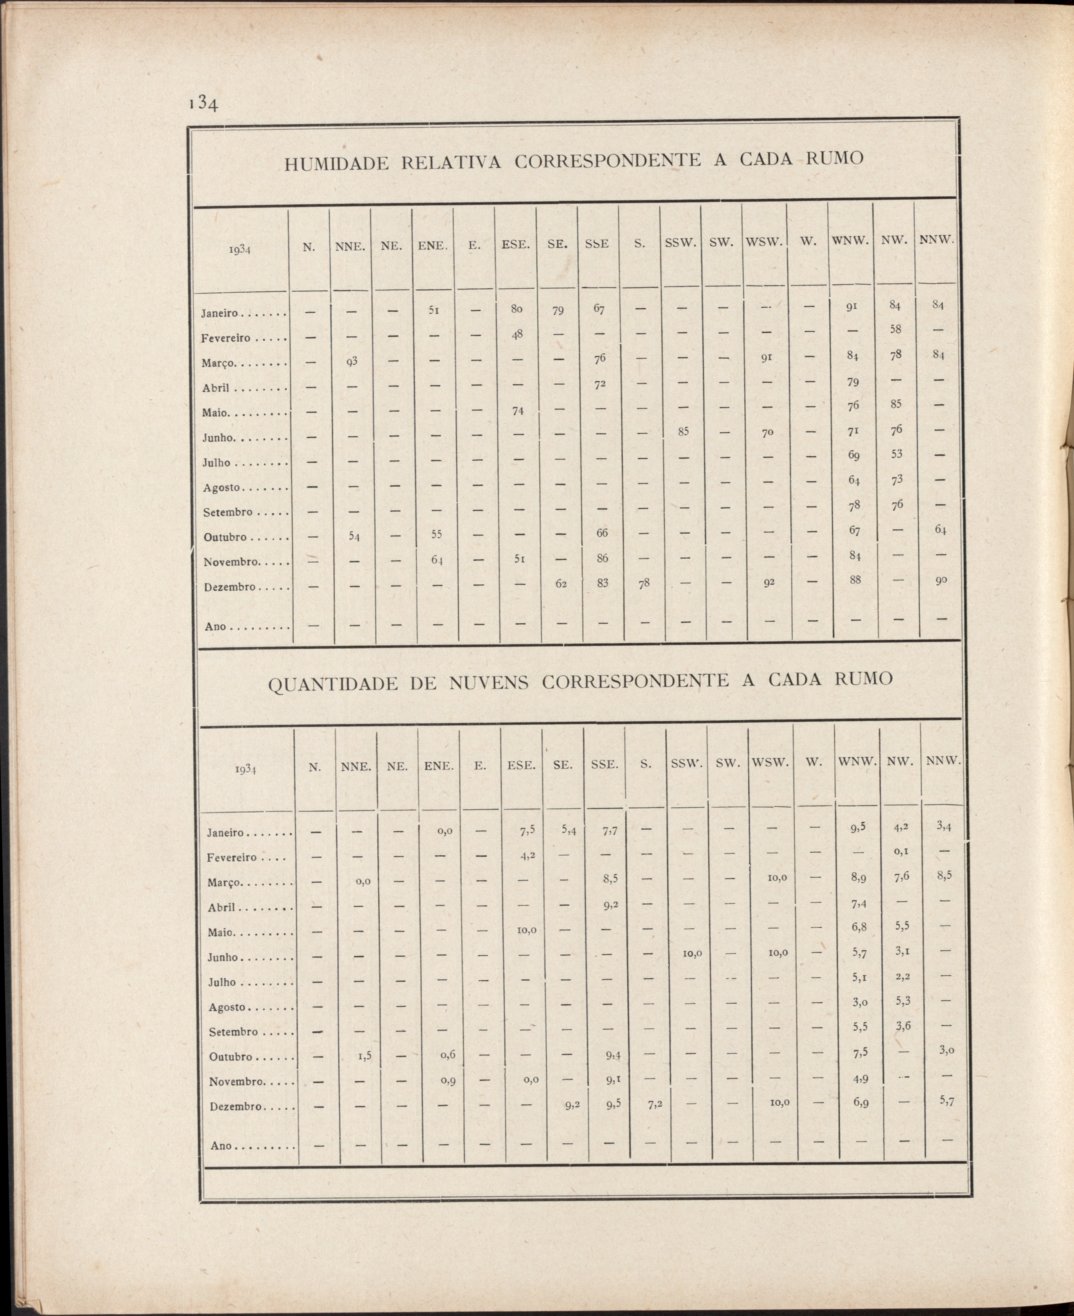 134
HUMIDADE RELATIVA CORRESPONDENTE A CADA RUMO
1934 N. NNE. NE. ENE. E. ESE. SE. SSE S. SSW. SW. WSW. W. WNW. NW. NNW.
Janeiro....... — — — 51 — 80 79 67 — — — — — 91 84 84
Fevereiro..... — — — — — 48 — — — — — — — — 58 —
Março........ — 93 — — — — — 76 — — — 91 — 84 78 84
Abril........ — — — — — — — 72 — — — — — 79 — —
Maio......... — — — — — 74 — — — — — — — 76 85 —
Junho........ — — — — — — — — — 85 — 70 — 71 76 —
Julho........ — — — — — — — — — — — — — 69 53 —
Agosto....... — — — — — — — — — — — — — 64 73 —
Setembro..... — — — — — — — — — — — — — 78 76 —
Outubro...... — 54 — 55 — — — 66 — — — — — 67 — 64
Novembro..... — — — 64 — 51 — 86 — — — — — 84 — —
Dezembro..... — — — — — — 62 83 78 — — 92 — 88 — 90
Ano......... — — — — — — — — — — — — — — — —
QUANTIDADE DE NUVENS CORRESPONDENTE A CADA RUMO
1934 N. NNE. NE. ENE. E. ESE. SE. SSE. S. SSW. SW. WSW. W. WNW. NW. NNW.
Janeiro....... — — — 0,0 — 7,5 5,4 7,7 — — — — — 9,5 4,2 3,4
Fevereiro.... — — — — — 4,2 — — — — — — — — 0,1 —
Março........ — 0,0 — — — — — 8,5 — — — 10,0 — 8,9 7,6 8,5
Abril........ — — — — — — — 9,2 — — — — — 7,4 — —
Maio......... — — — — — 10,0 — — — — — — — 6,8 5,5 —
Junho........ — — — — — — — — — 10,0 — 10,0 — 5,7 3,1 —
Julho........ — — — — — — — — — — — — — 5,1 2,2 —
Agosto....... — — — — — — — — — — — — — 3,0 5,3 —
Setembro..... — — — — — — — — — — — — — 5,5 3,6 —
Outubro...... — 1,5 — 0,6 — — — 9,4 — — — — — 7,5 — 3,0
Novembro..... — — — 0,9 — 0,0 — 9,1 — — — — — 4,9 — —
Dezembro..... — — — — — — 9,2 9,5 7,2 — — 10,0 — 6,9 — 5,7
Ano......... — — — — — — — — — — — — — — — —